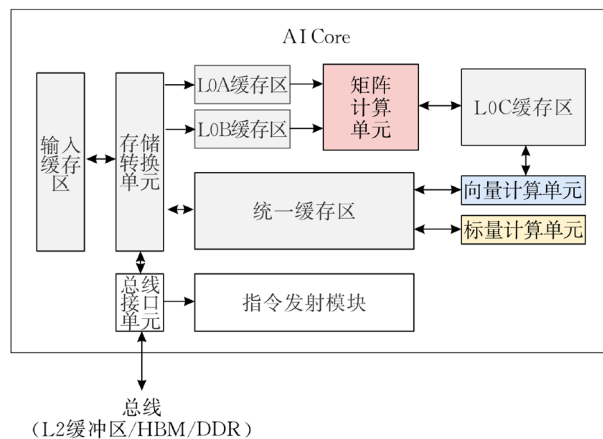 AI Core
输入
缓存
区
存储
转换
单元
L0A缓存区
L0B缓存区
矩阵
计算
单元
L0C缓存区
统一缓存区
向量计算单元
标量计算单元
总线
接口
单元
指令发射模块
总线
（L2缓冲区/HBM/DDR）